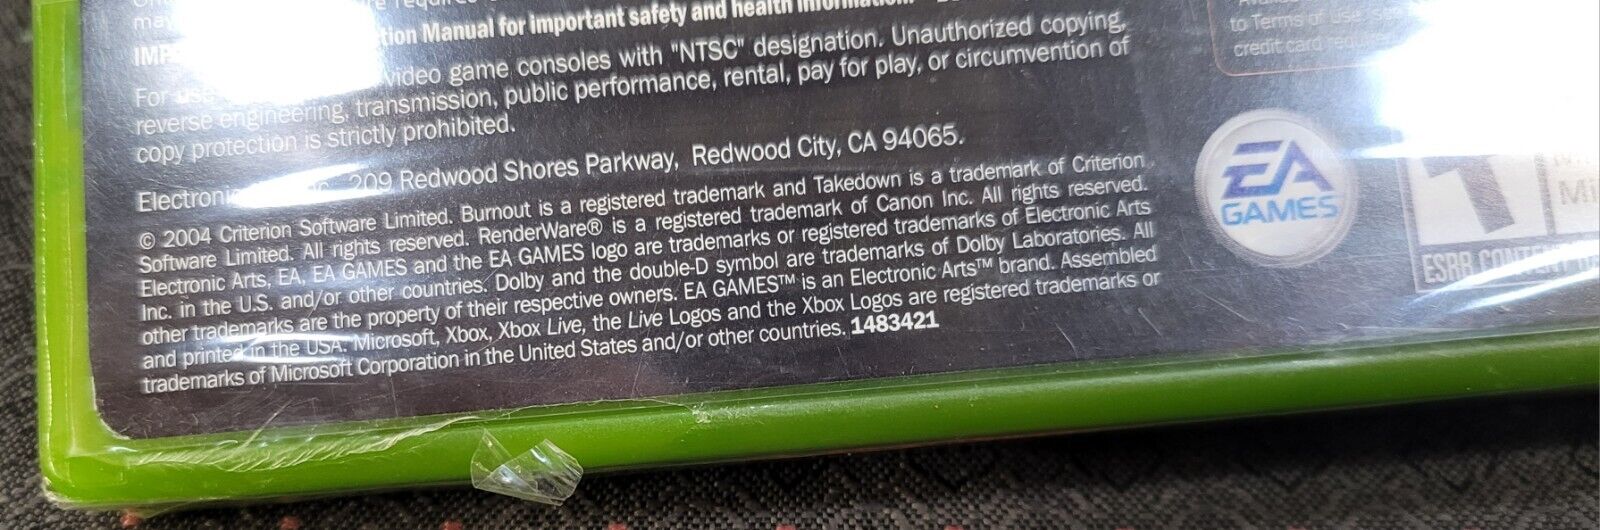 may
tion Manual for important safety and health information.
IMP
video game consoles with "NTSC" designation. Unauthorized copying,
For use
reverse engineering, transmission, public performance, rental, pay for play, or circumvention of
copy protection is strictly prohibited.
Electronic 209 Redwood Shores Parkway, Redwood City, CA 94065.
© 2004 Criterion Software Limited. Burnout is a registered trademark and Takedown is a trademark of Criterion
Software Limited. All rights reserved. RenderWare® is a registered trademark of Canon Inc. All rights reserved.
Electronic Arts, EA, EA GAMES and the EA GAMES logo are trademarks or registered trademarks of Electronic Arts
Inc. in the U.S. and/or other countries. Dolby and the double-D symbol are trademarks of Dolby Laboratories. All
other trademarks are the property of their respective owners. EA GAMES™ is an Electronic Arts™ brand. Assembled
and printed in the USA. Microsoft, Xbox, Xbox Live, the Live Logos and the Xbox Logos are registered trademarks or
trademarks of Microsoft Corporation in the United States and/or other countries. 1483421
to Terms of Use
credit card
EA
GAMES
ESRB CONTENT